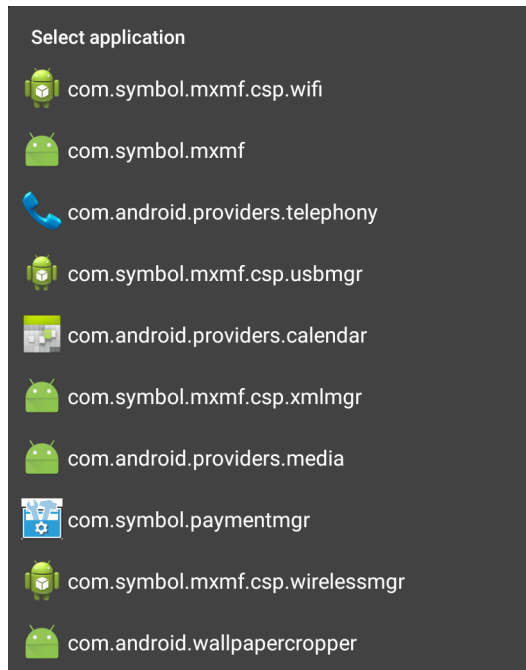 Select application
com.symbol.mxmf.csp.wifi
com.symbol.mxmf
com.android.providers.telephony
com.symbol.mxmf.csp.usbmgr
com.android.providers.calendar
com.symbol.mxmf.csp.xmlmgr
com.android.providers.media
com.symbol.paymentmgr
com.symbol.mxmf.csp.wirelessmgr
com.android.wallpapercropper